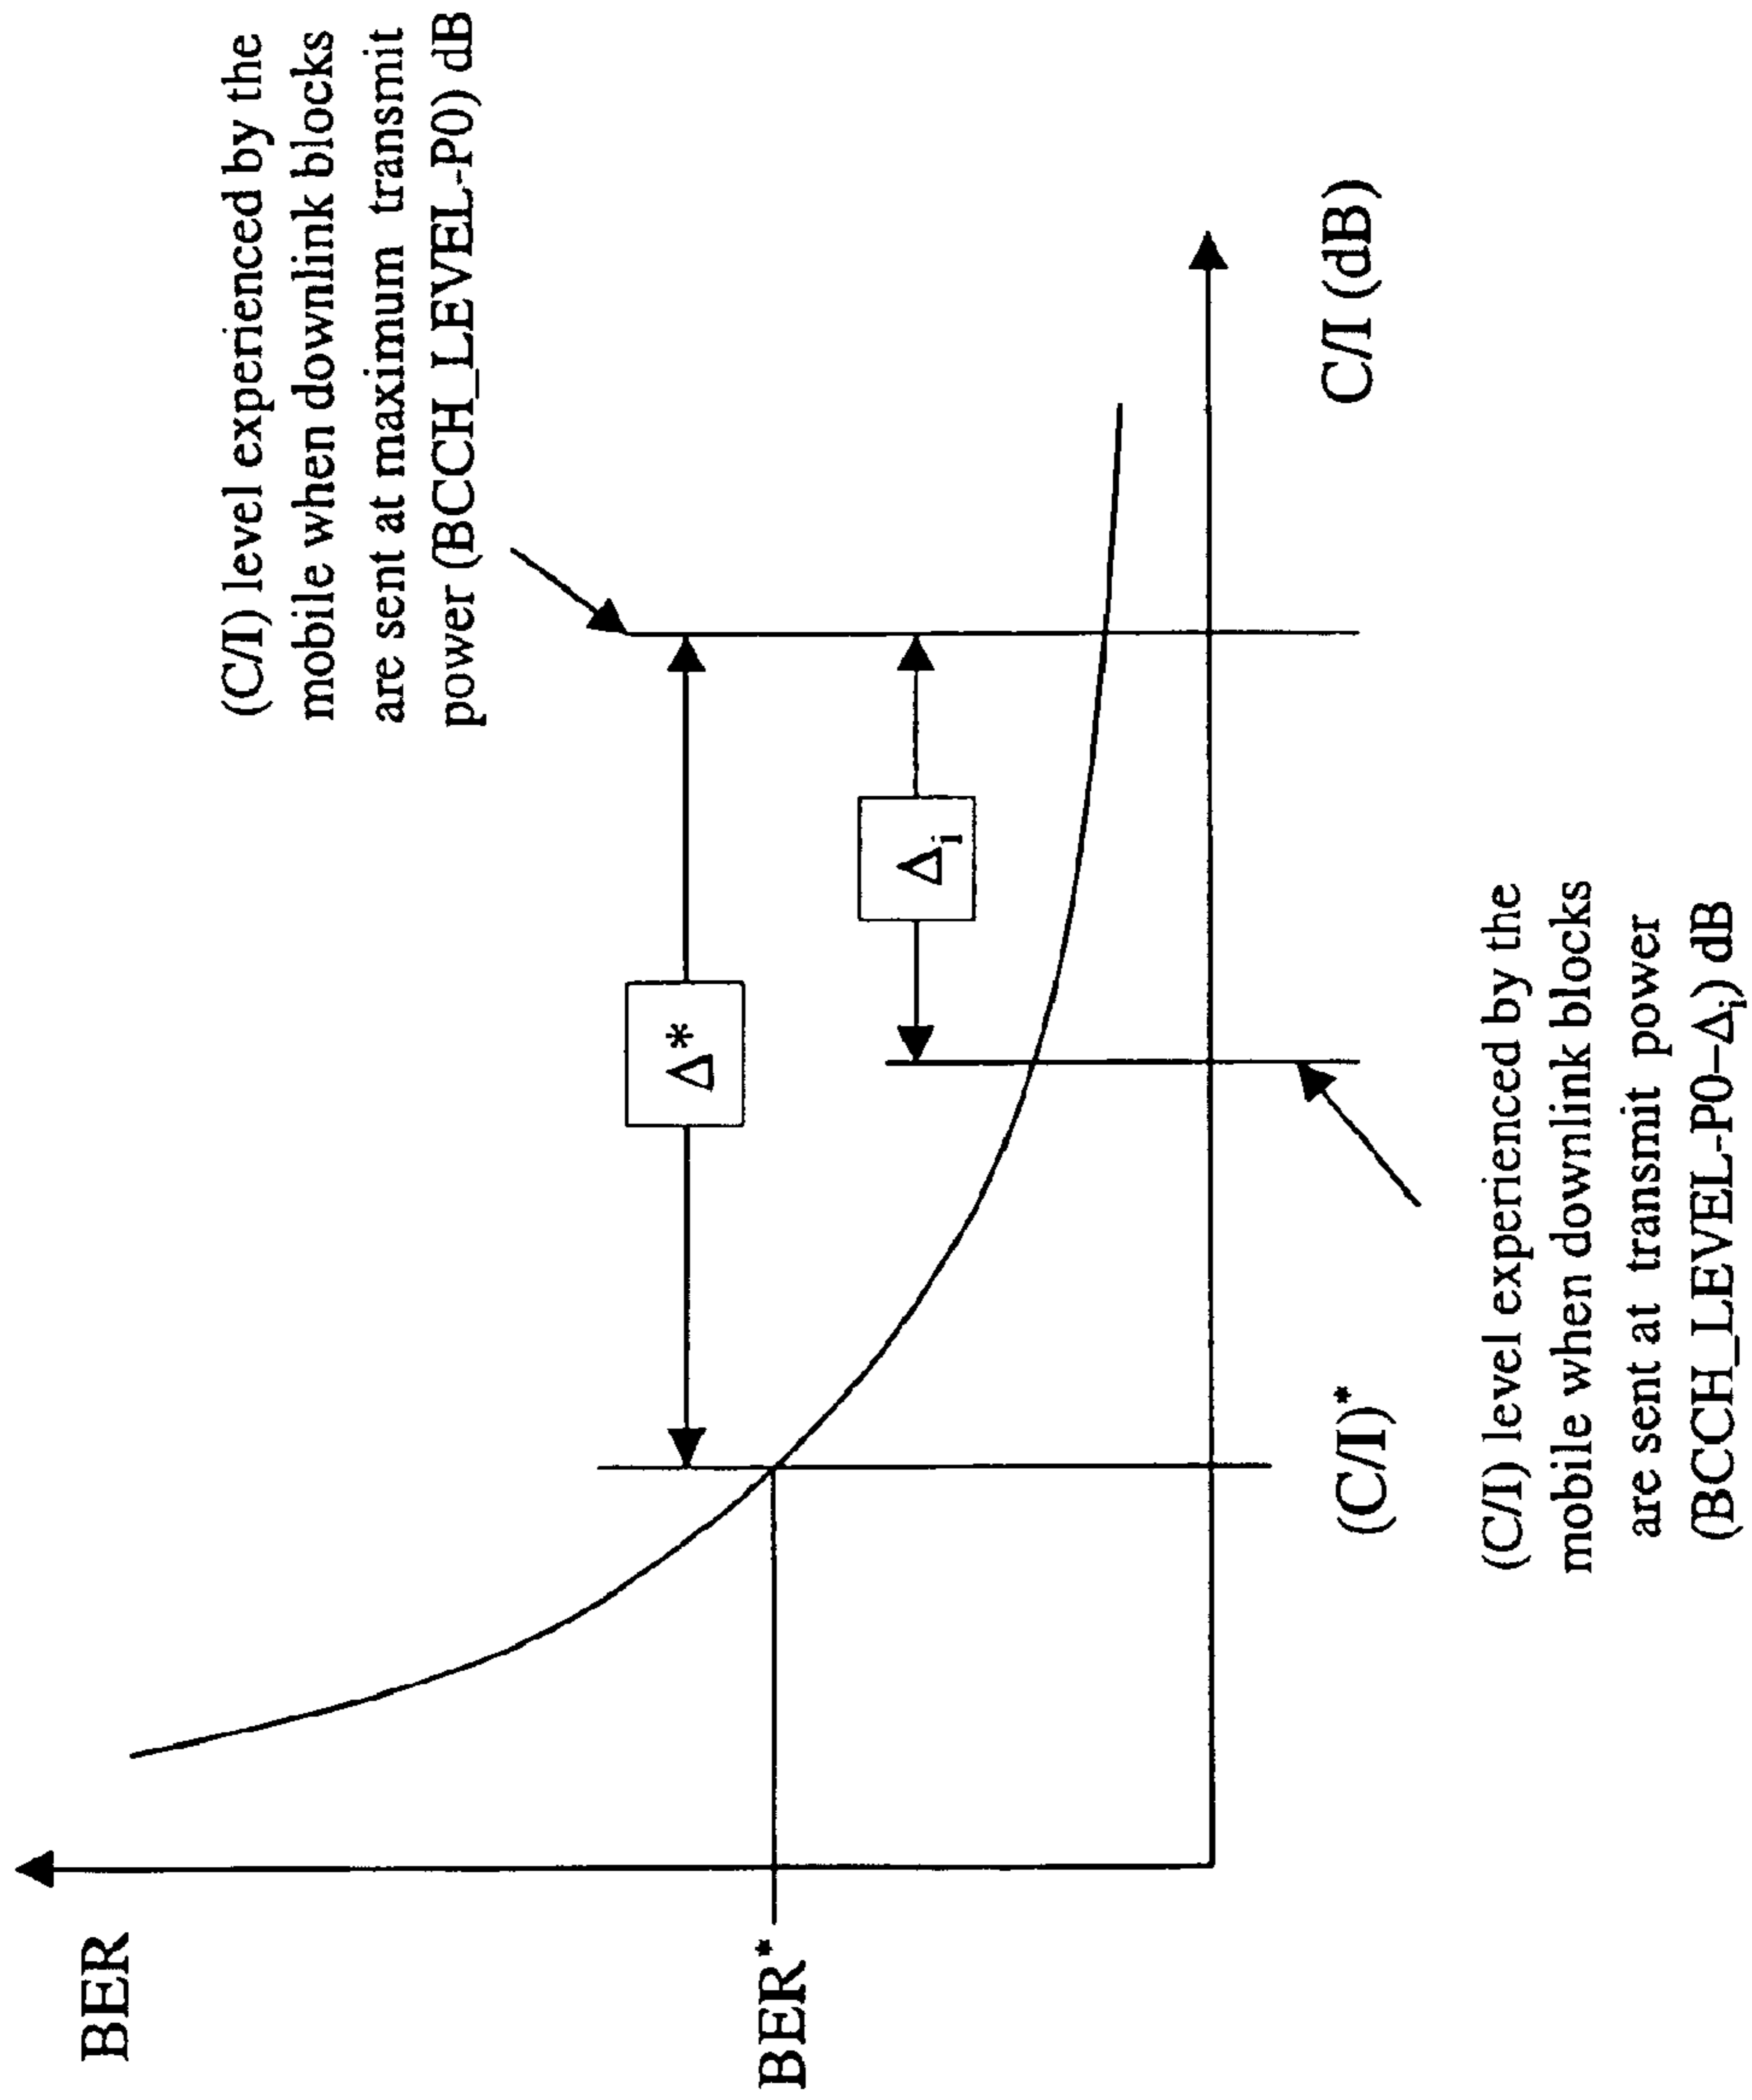 BER
(C/I) level experienced by the
mobile when downlink blocks
are sent at maximum transmit
power (BCCH_LEVEL-P0) dB
Δ*
BER*
Δi
C/I (dB)
(C/I)*
(C/I) level experienced by the
mobile when downlink blocks
are sent at transmit power
(BCCH_LEVEL-P0-Δi) dB